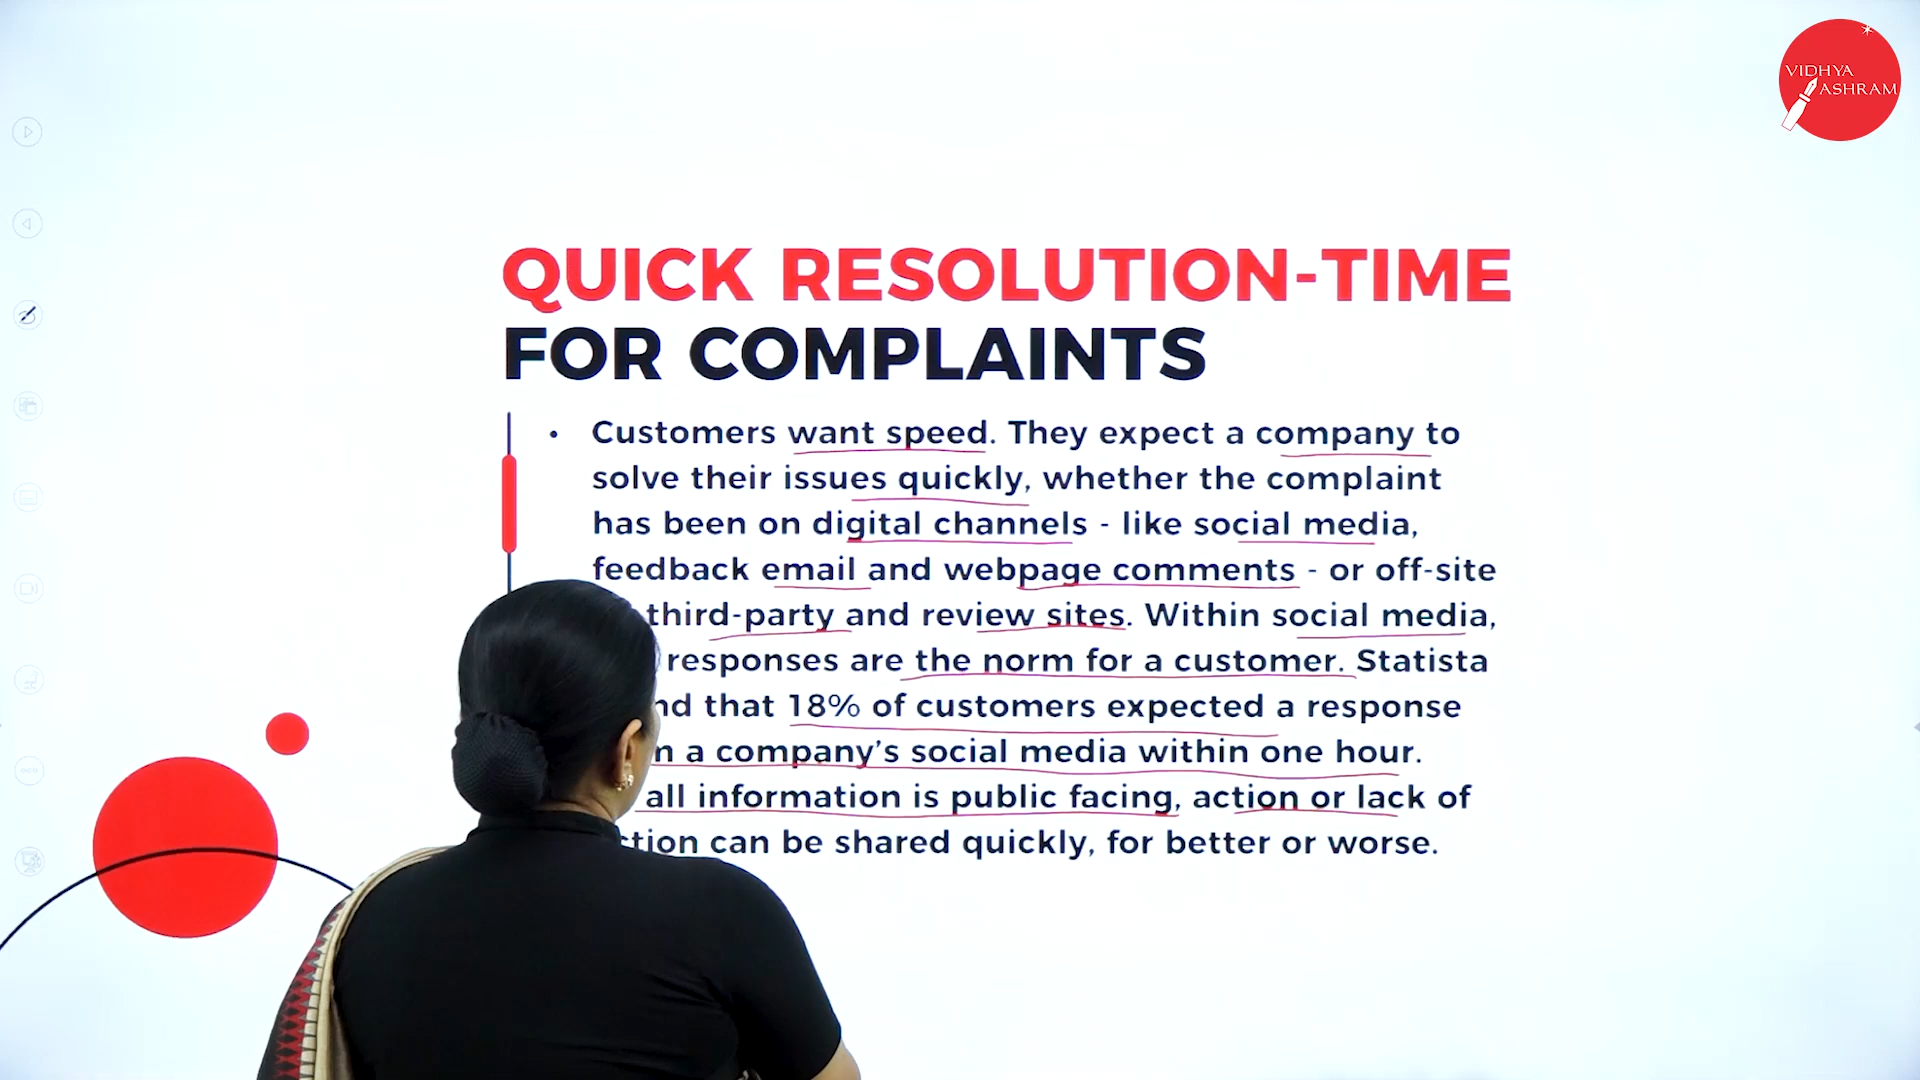 VIDHYA
ASHRAM
QUICK RESOLUTION-TIME
FOR COMPLAINTS
• Customers want speed. They expect a company to
solve their issues quickly, whether the complaint
has been on digital channels - like social media,
feedback email and webpage comments - or off-site
third-party and review sites. Within social media,
responses are the norm for a customer. Statista
that 18% of customers expected a response
a company's social media within one hour.
all information is public facing, action or lack of
can be shared quickly, for better or worse.